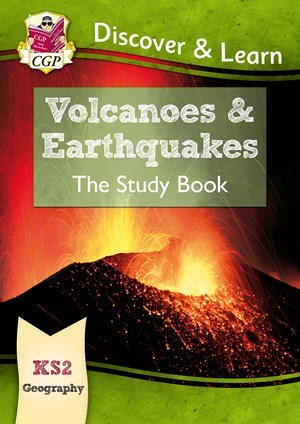 CGP
Discover & Learn
Volcanoes &
Earthquakes
The Study Book
KS2
Geography